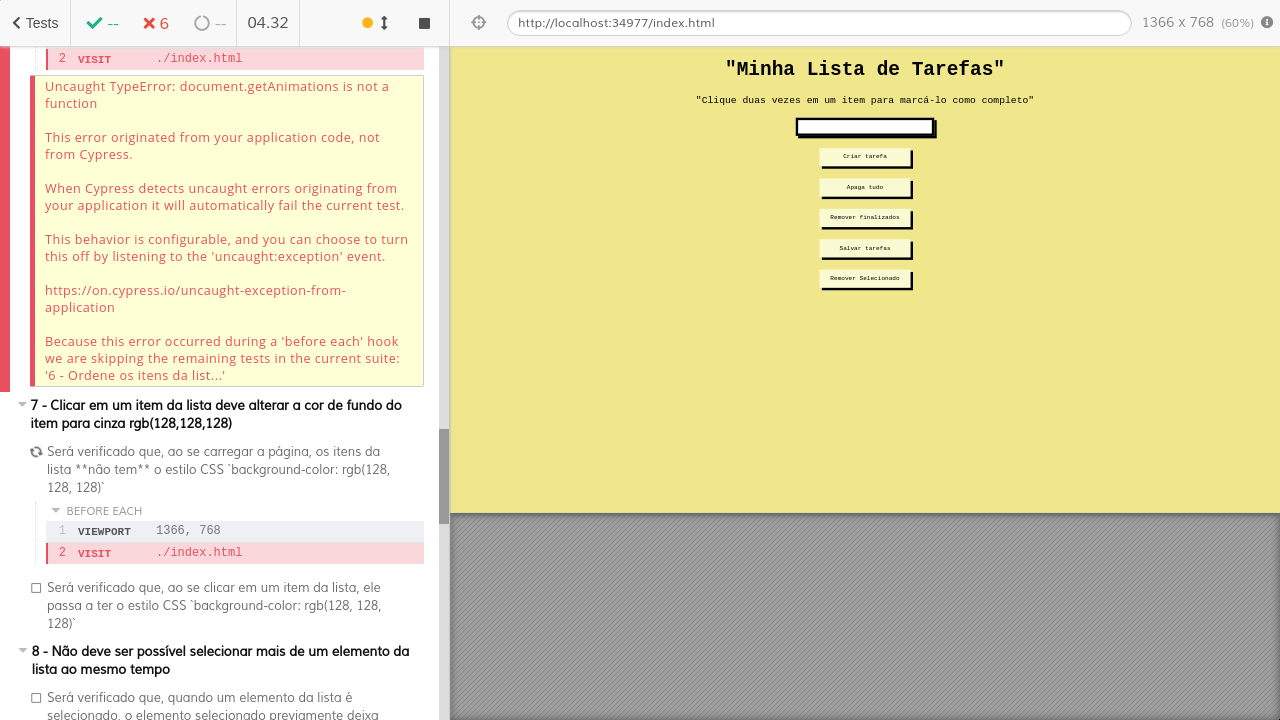 Tests
--
6
--
04.32
http://localhost:34977/index.html
1366 x 768 (60%)
2 VISIT ./index.html
Uncaught TypeError: document.getAnimations is not a
function
This error originated from your application code, not
from Cypress.
When Cypress detects uncaught errors originating from
your application it will automatically fail the current test.
This behavior is configurable, and you can choose to turn
this off by listening to the 'uncaught:exception' event.
https://on.cypress.io/uncaught-exception-from-
application
Because this error occurred during a 'before each' hook
we are skipping the remaining tests in the current suite:
'6 - Ordene os itens da list...'
7 - Clicar em um item da lista deve alterar a cor de fundo do
item para cinza rgb(128,128,128)
Será verificado que, ao se carregar a página, os itens da
lista **não tem** o estilo CSS `background-color: rgb(128,
128, 128)`
BEFORE EACH
1 VIEWPORT 1366, 768
2 VISIT ./index.html
Será verificado que, ao se clicar em um item da lista, ele
passa a ter o estilo CSS `background-color: rgb(128, 128,
128)`
8 - Não deve ser possível selecionar mais de um elemento da
lista ao mesmo tempo
Será verificado que, quando um elemento da lista é
selecionado, o elemento selecionado previamente deixa
"Minha Lista de Tarefas"
"Clique duas vezes em um item para marcá-lo como completo"
Criar tarefa
Apaga tudo
Remover finalizados
Salvar tarefas
Remover Selecionado